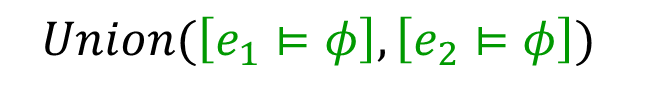 Union([e₁ ⊨ ϕ], [e₂ ⊨ ϕ])